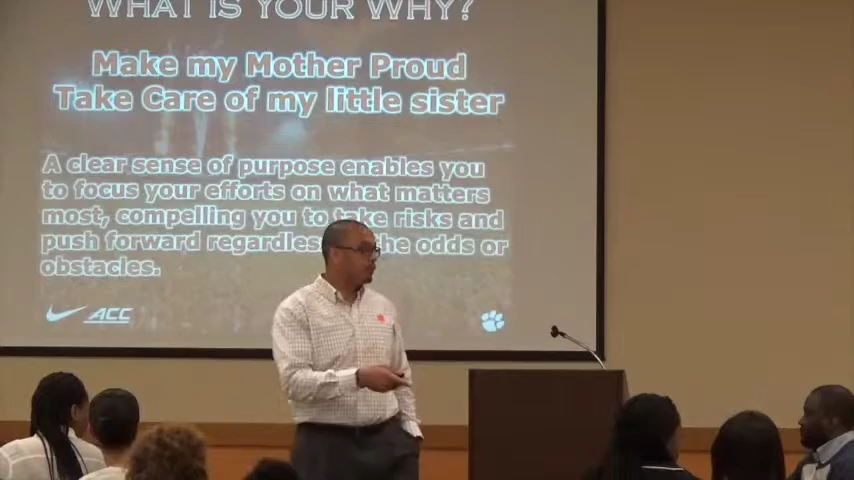 WHAT IS YOUR WHY?
Make my Mother Proud
Take Care of my little sister
A clear sense of purpose enables you
to focus your efforts on what matters
most, compelling you to take risks and
push forward regardless the odds or
obstacles.
ACC